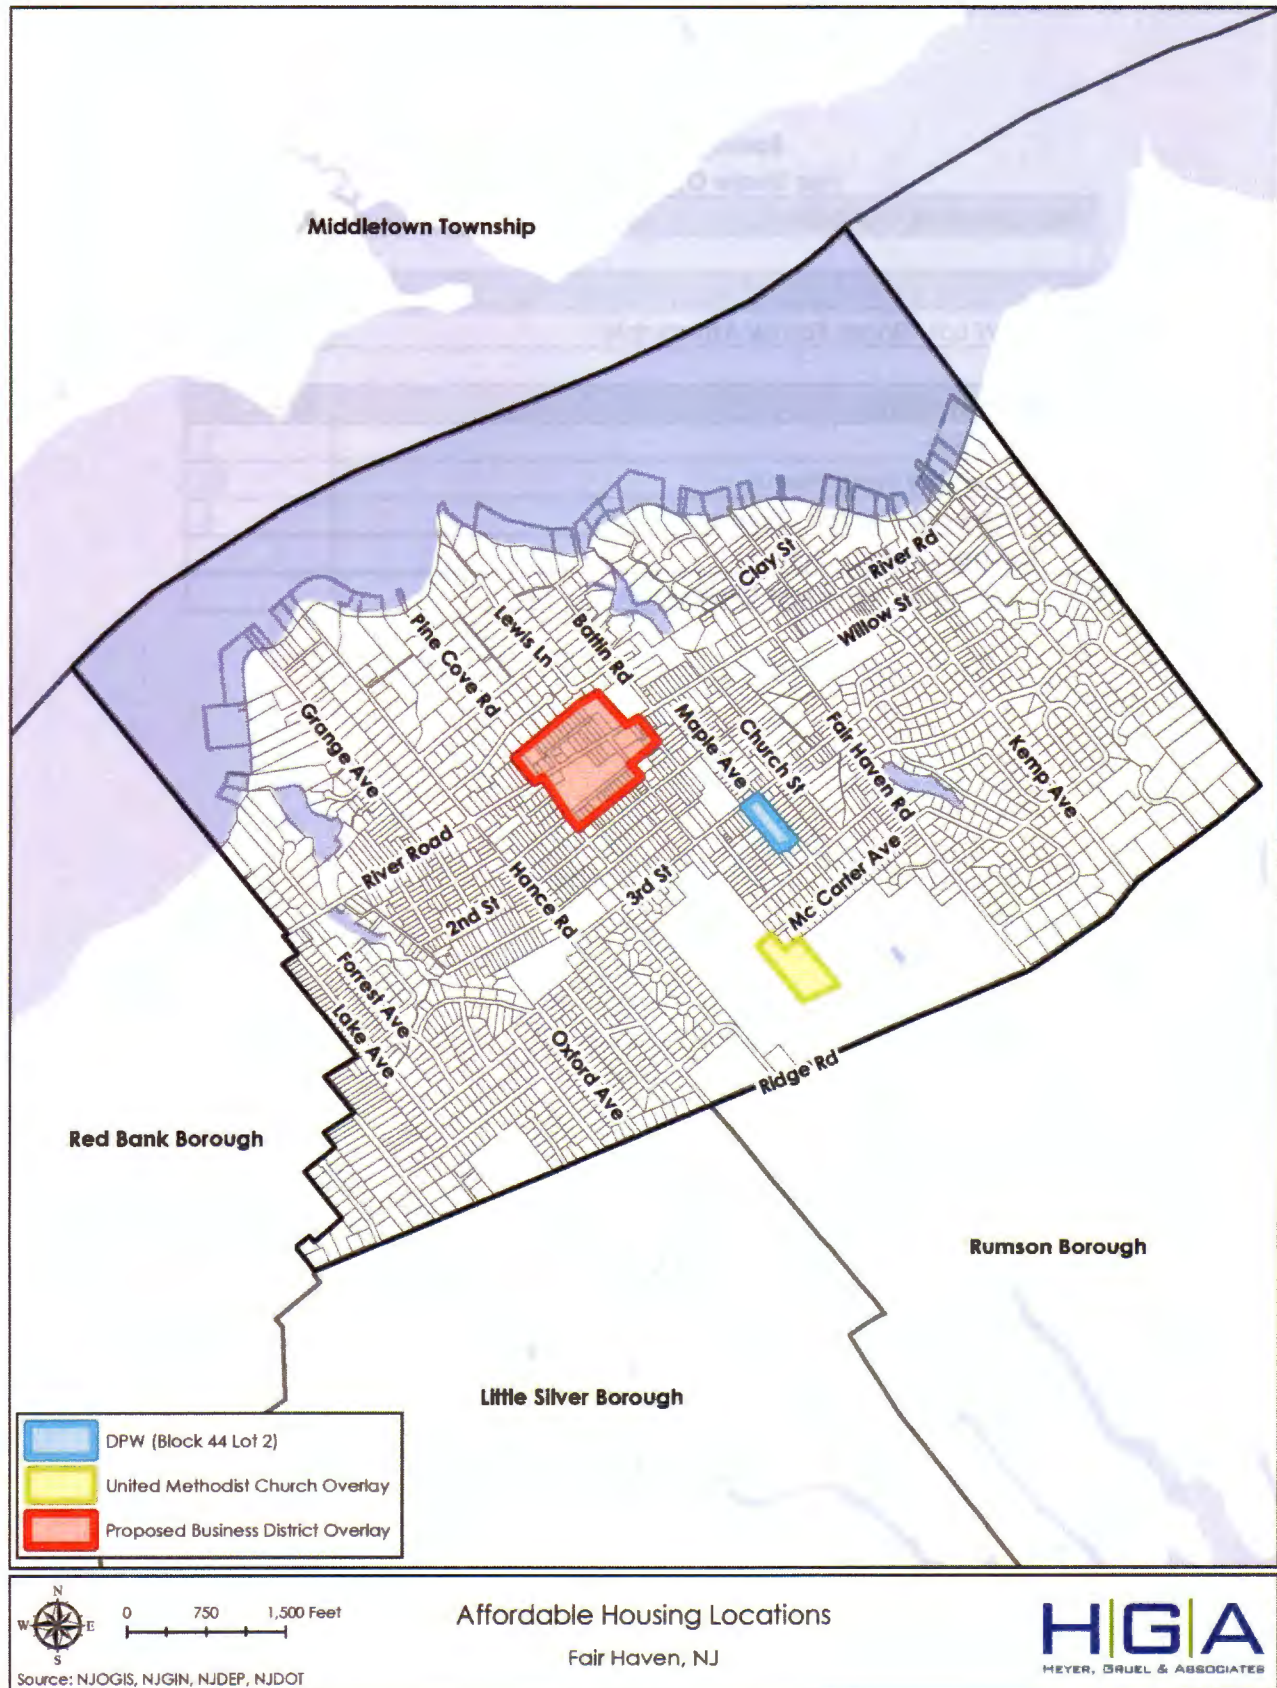 Middletown Township
Clay St
River Rd
Willow St
Battin Rd
Lewis Ln
Pine Cove Rd
Grange Ave
Maple Ave
Church St
Fair Haven Rd
Kemp Ave
River Road
Hance Rd
3rd St
2nd St
Mc Carter Ave
Forrest Ave
Lake Ave
Oxford Ave
Ridge Rd
Red Bank Borough
Rumson Borough
Little Silver Borough
DPW (Block 44 Lot 2)
United Methodist Church Overlay
Proposed Business District Overlay
N
W E
S
0 750 1,500 Feet
Source: NJOGIS, NJGIN, NJDEP, NJDOT
Affordable Housing Locations
Fair Haven, NJ
H|G|A
HEYER, GRUEL & ASSOCIATES